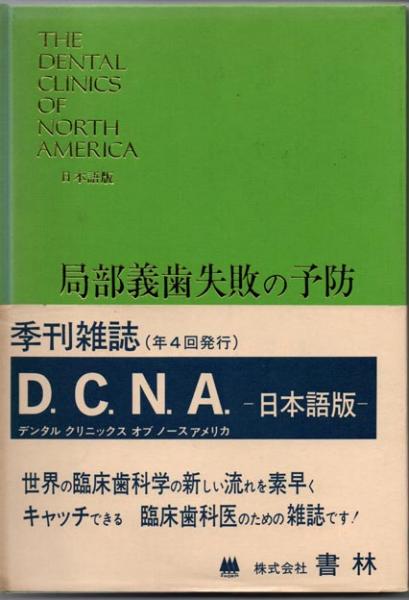 THE
DENTAL
CLINICS
OF
NORTH
AMERICA
日本語版
局部義歯失敗の予防
季刊雑誌(年4回発行)
D.C.N.A.-日本語版-
デンタル クリニックス オブ ノースアメリカ
世界の臨床歯科学の新しい流れを素早く
キャッチできる 臨床歯科医のための雑誌です!
株式会社 書林